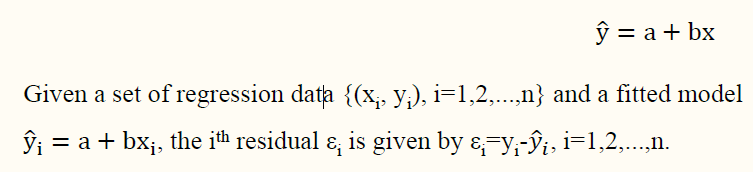 ŷ = a + bx
Given a set of regression data {(xᵢ, yᵢ), i=1,2,...,n} and a fitted model
ŷᵢ = a + bxᵢ, the iᵗʰ residual εᵢ is given by εᵢ=yᵢ-ŷᵢ, i=1,2,...,n.